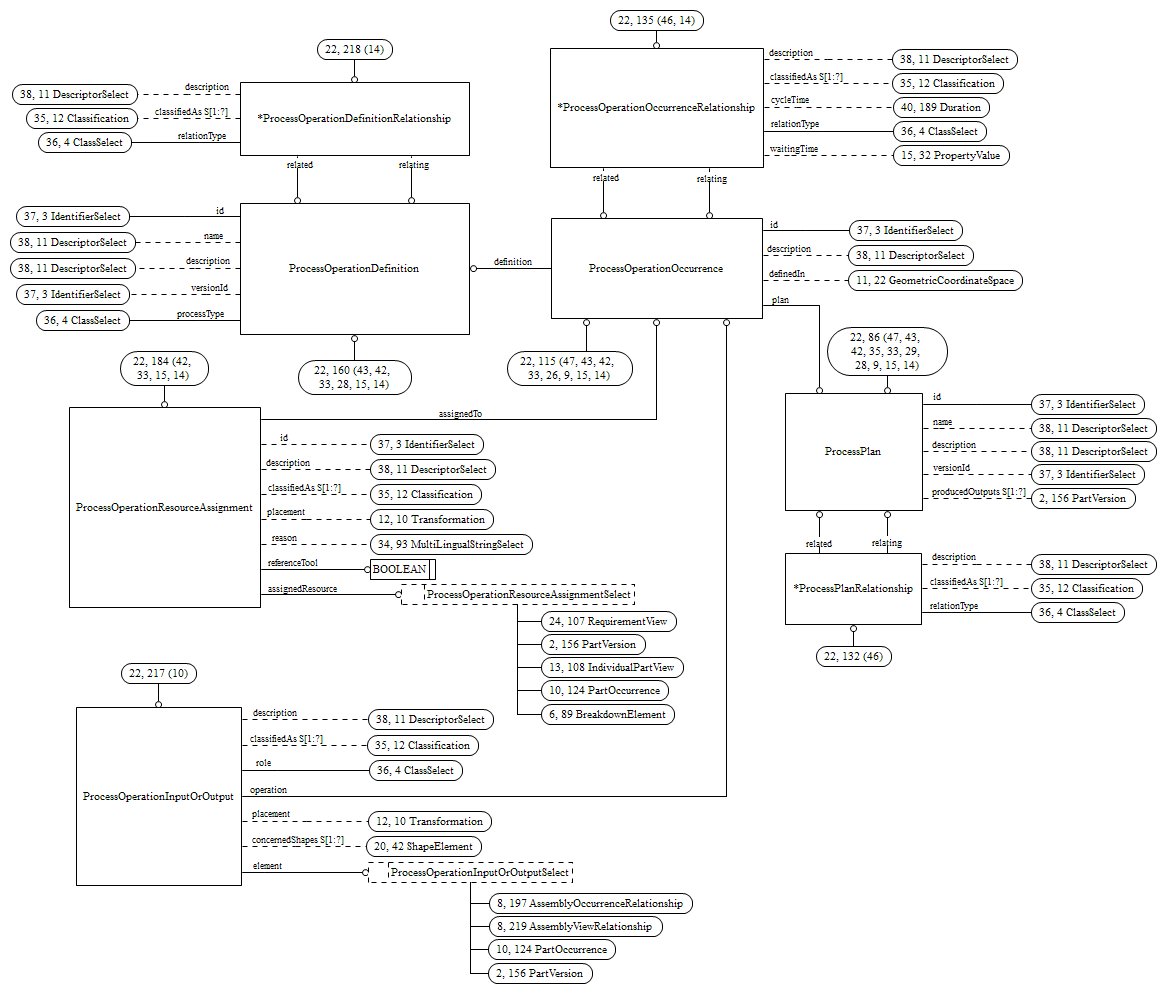 22, 135 (46, 14)
22, 218 (14)
description
38, 11 DescriptorSelect
classifiedAs S[1:?]
35, 12 Classification
relationType
36, 4 ClassSelect
*ProcessOperationDefinitionRelationship
related
relating
*ProcessOperationOccurrenceRelationship
description
38, 11 DescriptorSelect
classifiedAs S[1:?]
35, 12 Classification
cycleTime
40, 189 Duration
relationType
36, 4 ClassSelect
waitingTime
15, 32 PropertyValue
related
relating
id
37, 3 IdentifierSelect
name
38, 11 DescriptorSelect
description
38, 11 DescriptorSelect
versionId
37, 3 IdentifierSelect
processType
36, 4 ClassSelect
ProcessOperationDefinition
definition
ProcessOperationOccurrence
id
37, 3 IdentifierSelect
description
38, 11 DescriptorSelect
definedIn
11, 22 GeometricCoordinateSpace
plan
22, 184 (42,
33, 15, 14)
22, 160 (43, 42,
33, 28, 15, 14)
22, 115 (47, 43, 42,
33, 26, 9, 15, 14)
22, 86 (47, 43,
42, 35, 33, 29,
28, 9, 15, 14)
ProcessOperationResourceAssignment
assignedTo
id
37, 3 IdentifierSelect
description
38, 11 DescriptorSelect
classifiedAs S[1:?]
35, 12 Classification
placement
12, 10 Transformation
reason
34, 93 MultiLingualStringSelect
referenceTool
BOOLEAN
assignedResource
ProcessOperationResourceAssignmentSelect
24, 107 RequirementView
2, 156 PartVersion
13, 108 IndividualPartView
10, 124 PartOccurrence
6, 89 BreakdownElement
ProcessPlan
id
37, 3 IdentifierSelect
name
38, 11 DescriptorSelect
description
38, 11 DescriptorSelect
versionId
37, 3 IdentifierSelect
producedOutputs S[1:?]
2, 156 PartVersion
related
relating
*ProcessPlanRelationship
description
38, 11 DescriptorSelect
classifiedAs S[1:?]
35, 12 Classification
relationType
36, 4 ClassSelect
22, 132 (46)
22, 217 (10)
ProcessOperationInputOrOutput
description
38, 11 DescriptorSelect
classifiedAs S[1:?]
35, 12 Classification
role
36, 4 ClassSelect
operation
placement
12, 10 Transformation
concernedShapes S[1:?]
20, 42 ShapeElement
element
ProcessOperationInputOrOutputSelect
8, 197 AssemblyOccurrenceRelationship
8, 219 AssemblyViewRelationship
10, 124 PartOccurrence
2, 156 PartVersion